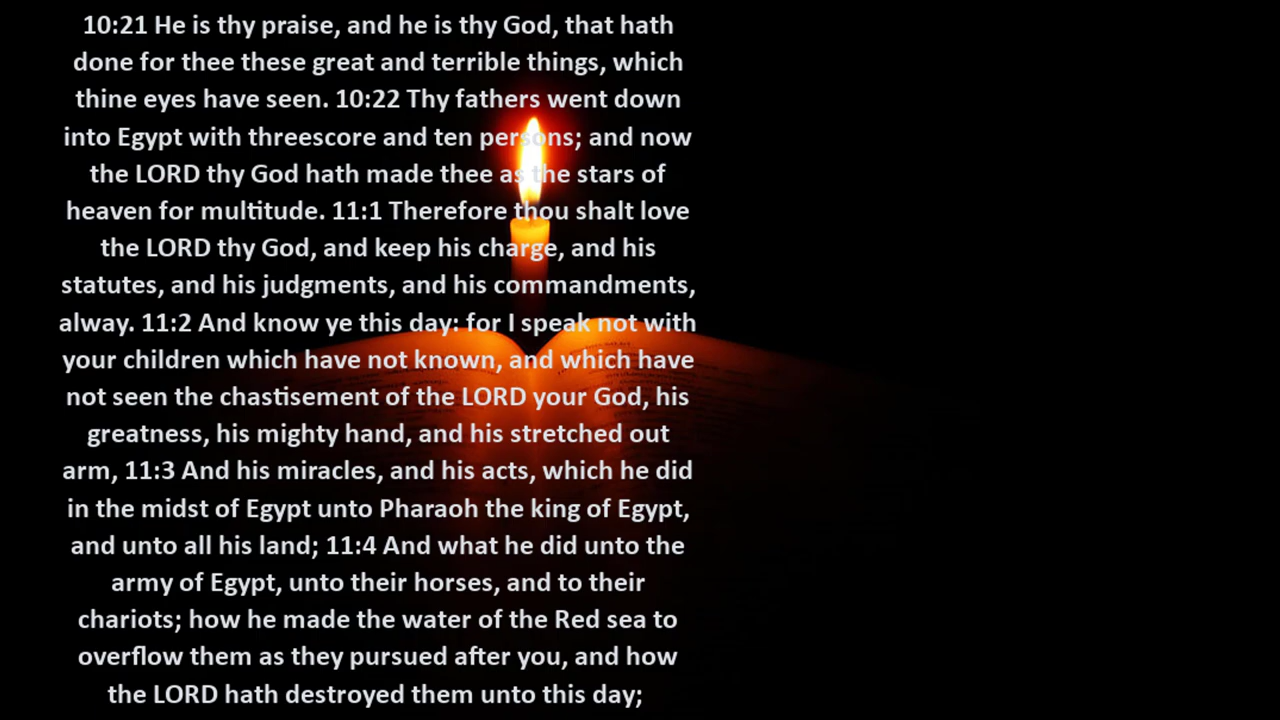 10:21 He is thy praise, and he is thy God, that hath
done for thee these great and terrible things, which
thine eyes have seen. 10:22 Thy fathers went down
into Egypt with threescore and ten persons; and now
the LORD thy God hath made thee as the stars of
heaven for multitude. 11:1 Therefore thou shalt love
the LORD thy God, and keep his charge, and his
statutes, and his judgments, and his commandments,
alway. 11:2 And know ye this day: for I speak not with
your children which have not known, and which have
not seen the chastisement of the LORD your God, his
greatness, his mighty hand, and his stretched out
arm, 11:3 And his miracles, and his acts, which he did
in the midst of Egypt unto Pharaoh the king of Egypt,
and unto all his land; 11:4 And what he did unto the
army of Egypt, unto their horses, and to their
chariots; how he made the water of the Red sea to
overflow them as they pursued after you, and how
the LORD hath destroyed them unto this day;